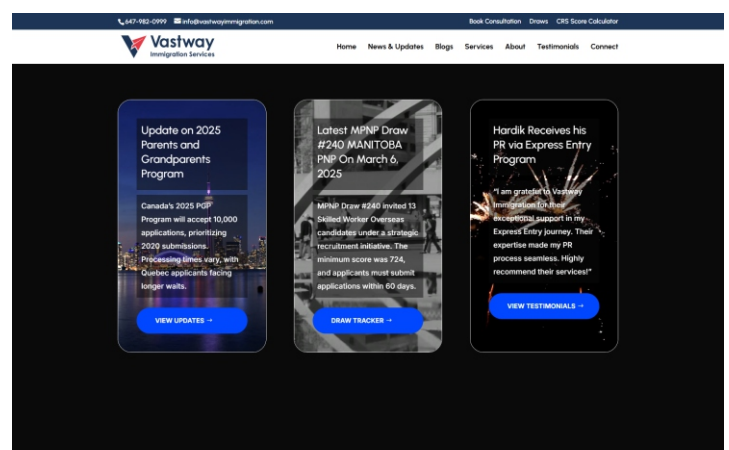 647-982-0999 info@vastwayimmigration.com Book Consultation Draws CRS Score Calculator
Vastway
Immigration Services
Home News & Updates Blogs Services About Testimonials Connect
Update on 2025
Parents and
Grandparents
Program
Canada's 2025 PGP
Program will accept 10,000
applications, prioritizing
2020 submissions.
Processing times vary, with
Quebec applicants facing
longer waits.
VIEW UPDATES →
Latest MPNP Draw
#240 MANITOBA
PNP On March 6,
2025
MPNP Draw #240 invited 13
Skilled Worker Overseas
candidates under a strategic
recruitment initiative. The
minimum score was 724,
and applicants must submit
applications within 60 days.
DRAW TRACKER →
Hardik Receives his
PR via Express Entry
Program
"I am grateful to Vastway
Immigration for their
exceptional support in my
Express Entry journey. Their
expertise made my PR
process seamless. Highly
recommend their services!"
VIEW TESTIMONIALS →